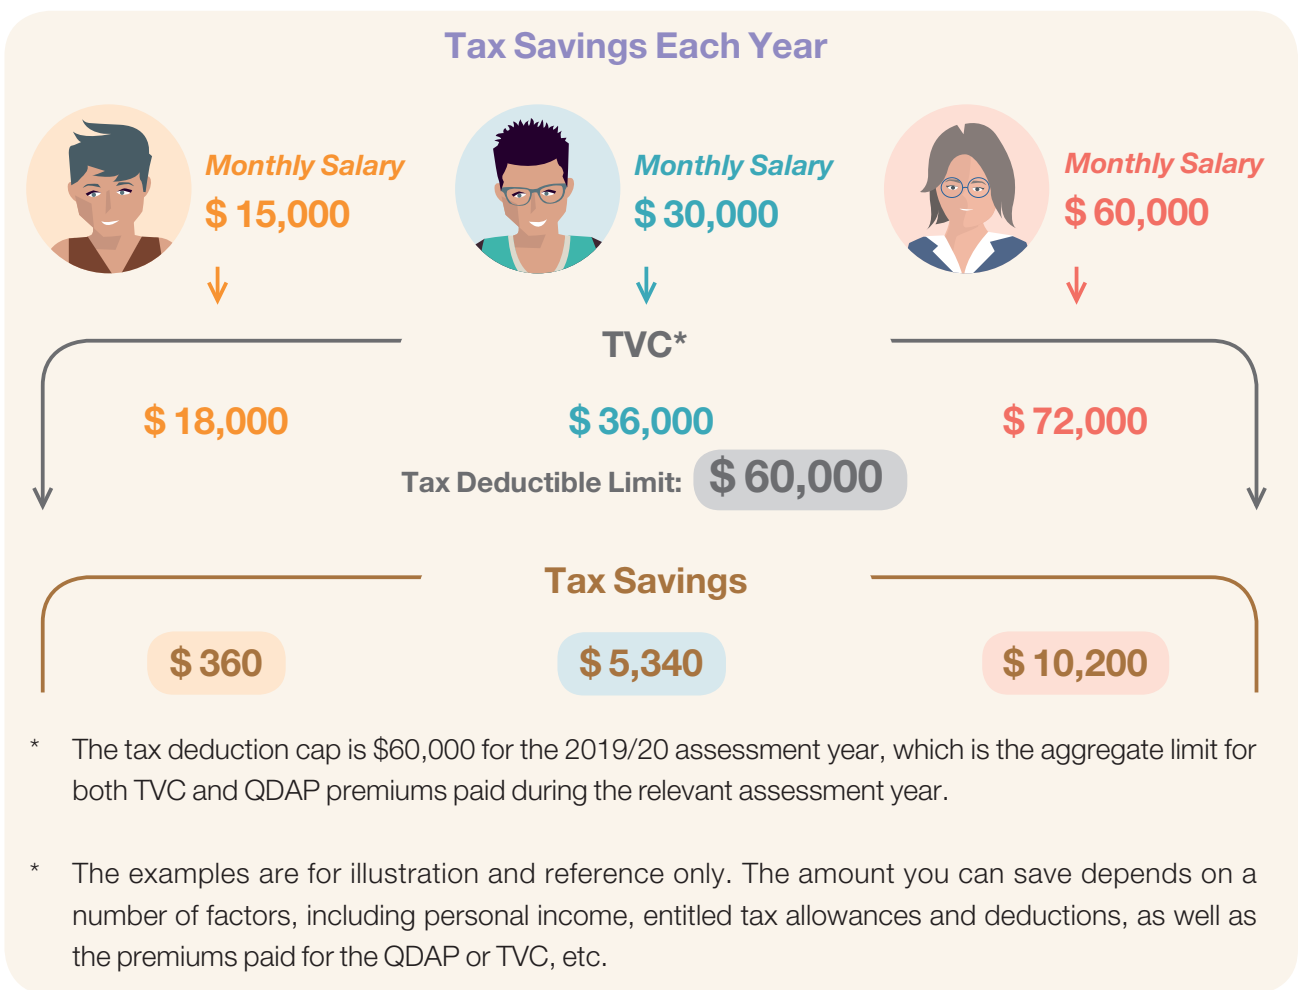 Tax Savings Each Year
Monthly Salary
$ 15,000
Monthly Salary
$ 30,000
Monthly Salary
$ 60,000
TVC*
$ 18,000
$ 36,000
$ 72,000
Tax Deductible Limit: $ 60,000
Tax Savings
$ 360
$ 5,340
$ 10,200
* The tax deduction cap is $60,000 for the 2019/20 assessment year, which is the aggregate limit for
both TVC and QDAP premiums paid during the relevant assessment year.
* The examples are for illustration and reference only. The amount you can save depends on a
number of factors, including personal income, entitled tax allowances and deductions, as well as
the premiums paid for the QDAP or TVC, etc.